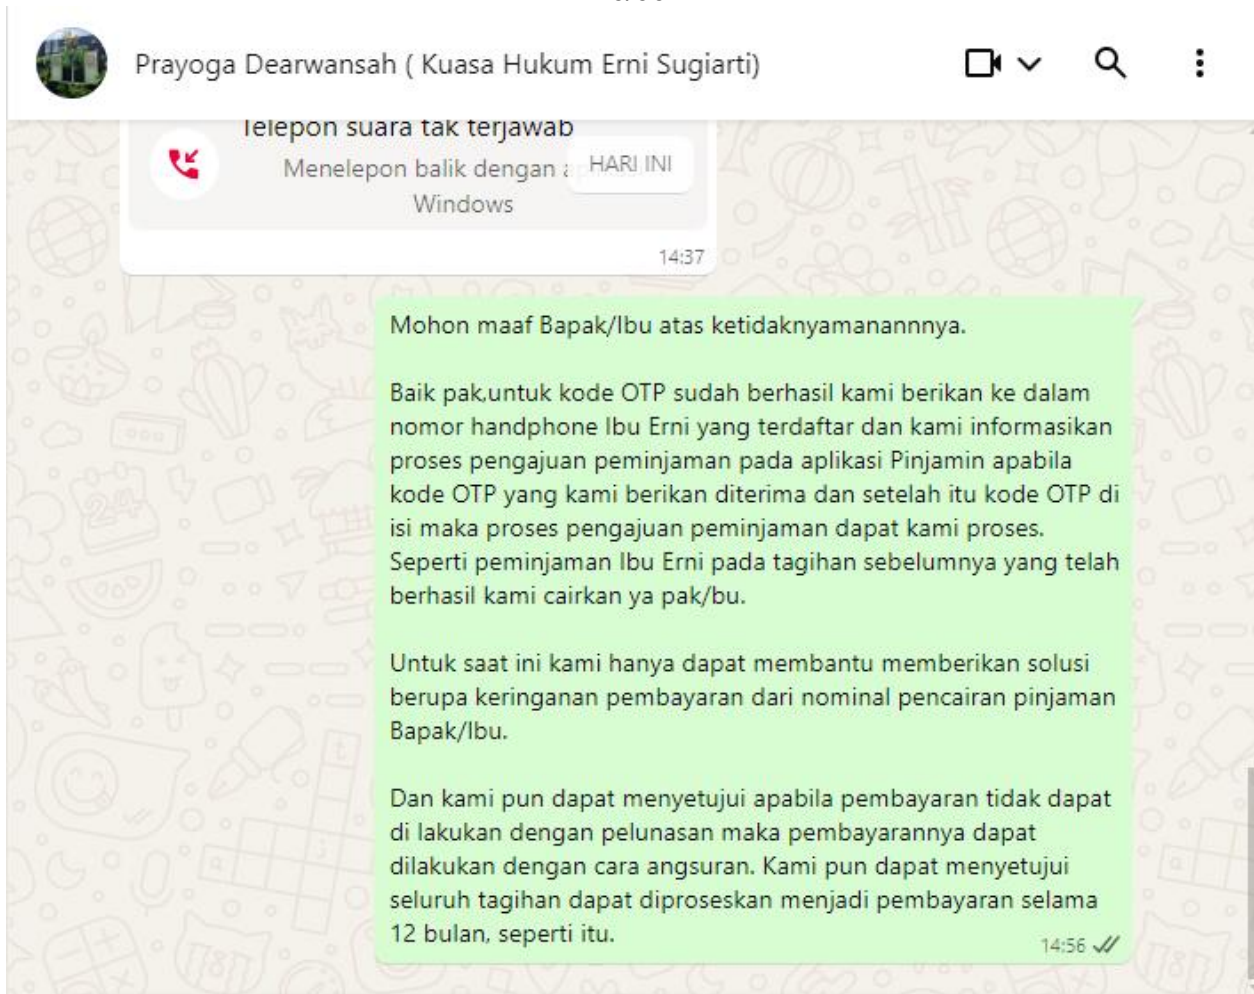 Prayoga Dearwansah ( Kuasa Hukum Erni Sugiarti)
Telepon suara tak terjawab
Menelepon balik dengan
HARI INI
Windows
14:37
Mohon maaf Bapak/Ibu atas ketidaknyamanannnya.
Baik pak,untuk kode OTP sudah berhasil kami berikan ke dalam
nomor handphone Ibu Erni yang terdaftar dan kami informasikan
proses pengajuan peminjaman pada aplikasi Pinjamin apabila
kode OTP yang kami berikan diterima dan setelah itu kode OTP di
isi maka proses pengajuan peminjaman dapat kami proses.
Seperti peminjaman Ibu Erni pada tagihan sebelumnya yang telah
berhasil kami cairkan ya pak/bu.
Untuk saat ini kami hanya dapat membantu memberikan solusi
berupa keringanan pembayaran dari nominal pencairan pinjaman
Bapak/Ibu.
Dan kami pun dapat menyetujui apabila pembayaran tidak dapat
di lakukan dengan pelunasan maka pembayarannya dapat
dilakukan dengan cara angsuran. Kami pun dapat menyetujui
seluruh tagihan dapat diproseskan menjadi pembayaran selama
12 bulan, seperti itu.
14:56